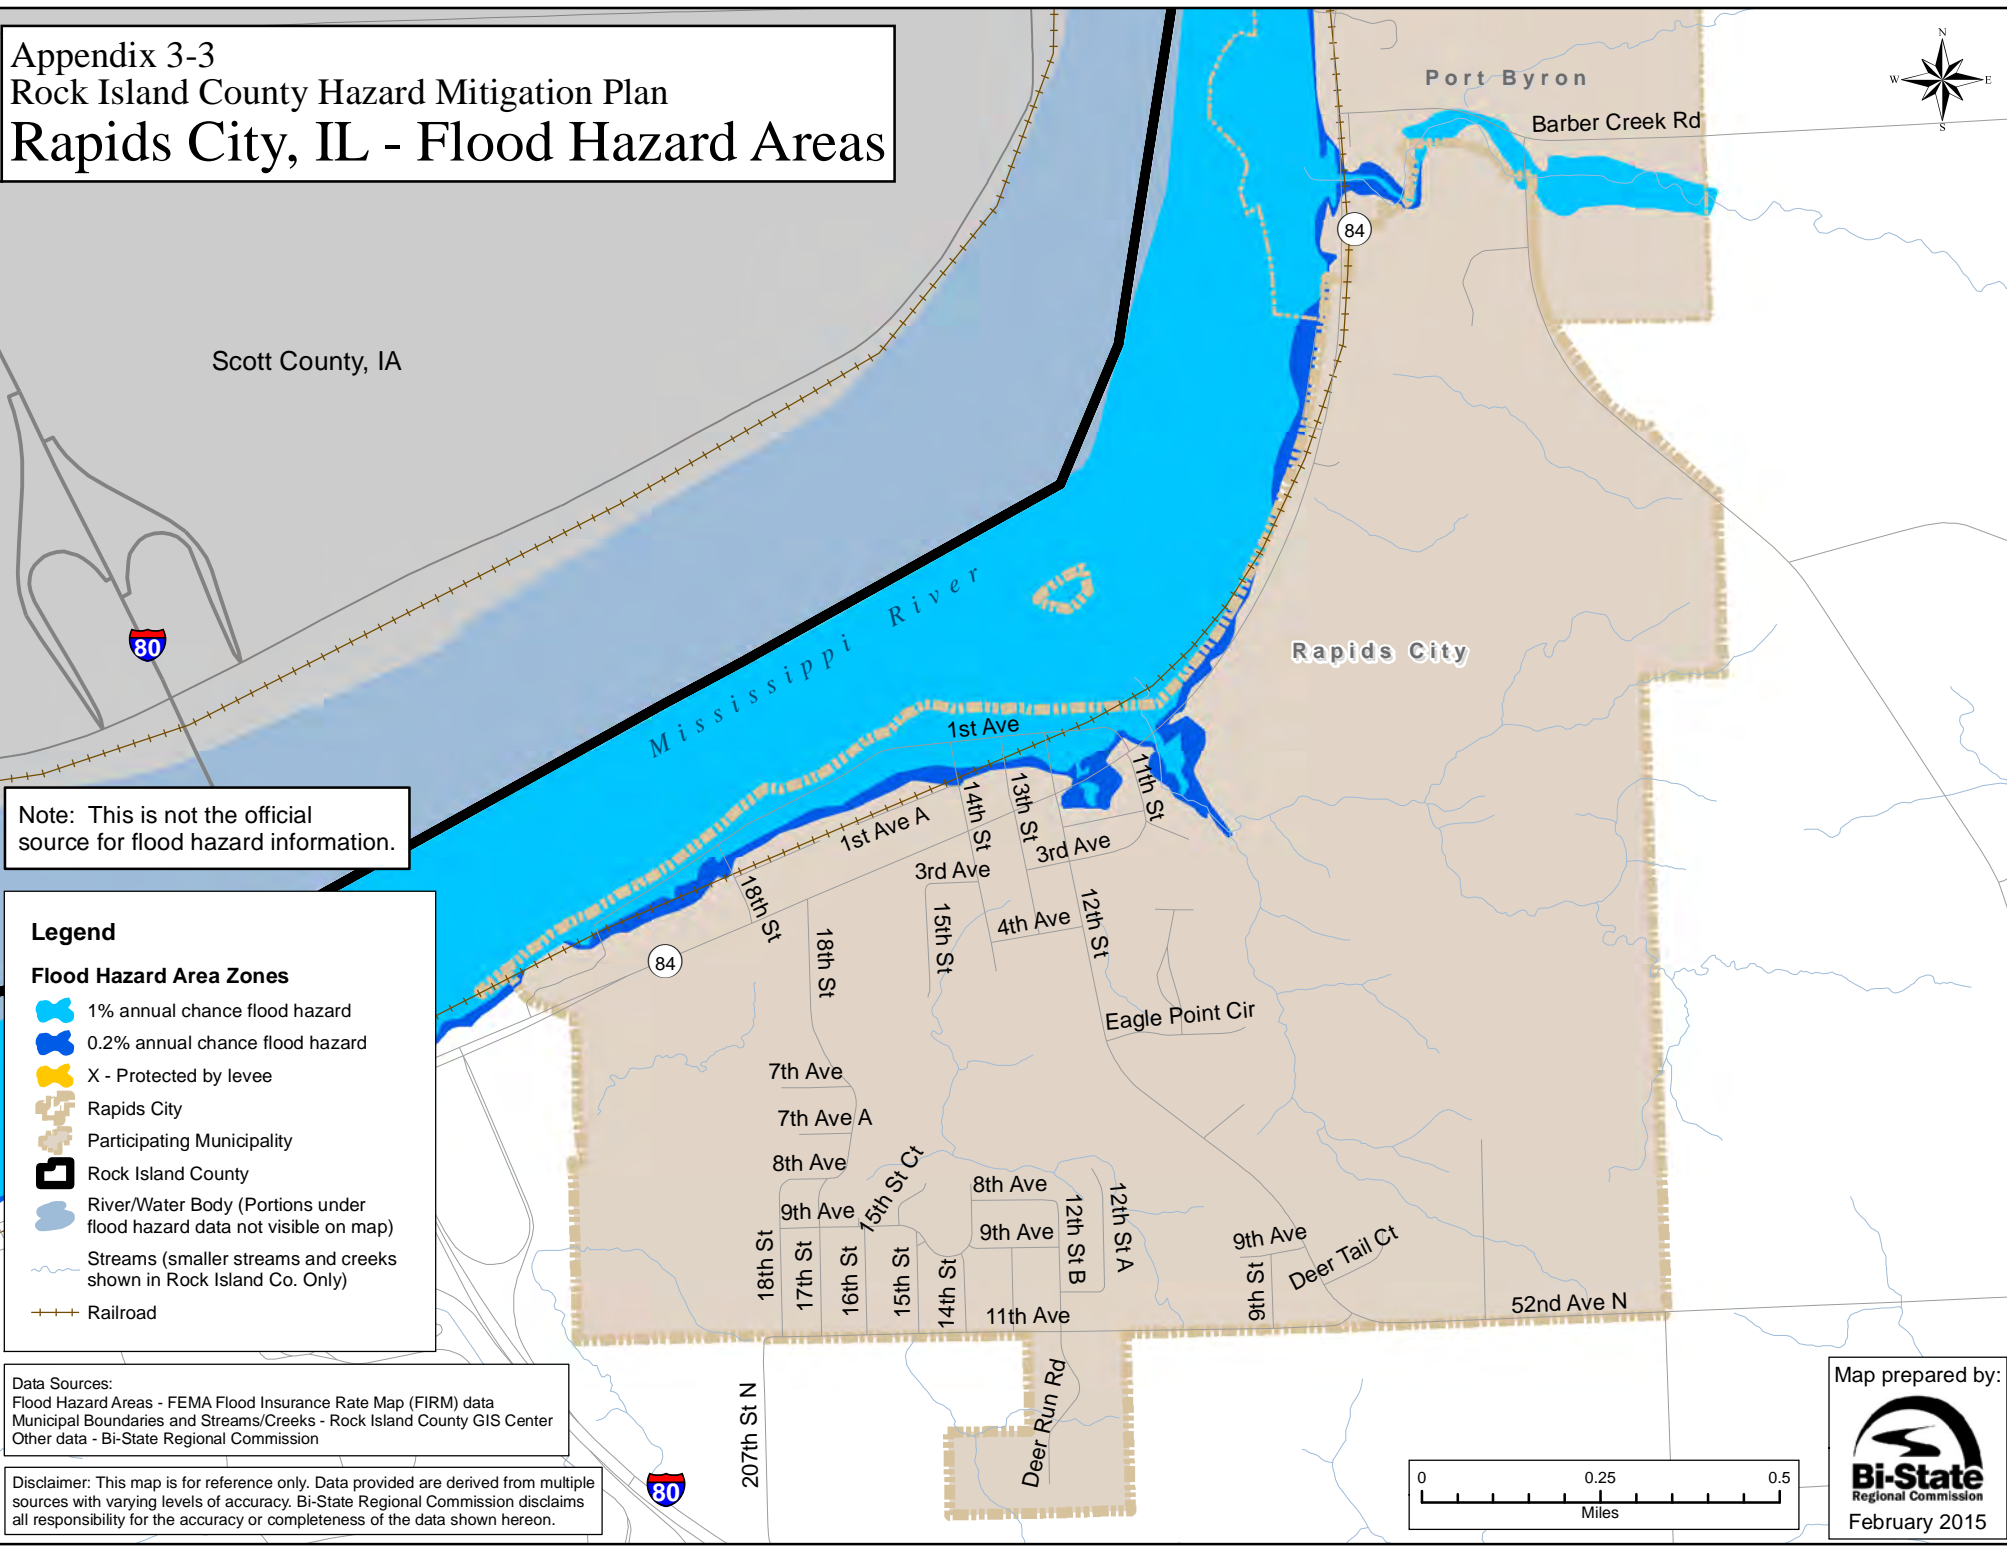 Appendix 3-3
Rock Island County Hazard Mitigation Plan
Rapids City, IL - Flood Hazard Areas
N
W
E
S
Port Byron
Barber Creek Rd
84
Scott County, IA
80
Mississippi River
Rapids City
1st Ave
11th St
13th St
14th St
1st Ave A
3rd Ave
3rd Ave
18th St
15th St
4th Ave
12th St
18th St
84
Eagle Point Cir
7th Ave
7th Ave A
8th Ave
15th St Ct
8th Ave
9th Ave
9th Ave
12th St B
12th St A
9th Ave
Deer Tail Ct
18th St
17th St
16th St
15th St
14th St
9th St
11th Ave
52nd Ave N
Deer Run Rd
207th St N
80
Note: This is not the official
source for flood hazard information.
Legend
Flood Hazard Area Zones
1% annual chance flood hazard
0.2% annual chance flood hazard
X - Protected by levee
Rapids City
Participating Municipality
Rock Island County
River/Water Body (Portions under
flood hazard data not visible on map)
Streams (smaller streams and creeks
shown in Rock Island Co. Only)
Railroad
Data Sources:
Flood Hazard Areas - FEMA Flood Insurance Rate Map (FIRM) data
Municipal Boundaries and Streams/Creeks - Rock Island County GIS Center
Other data - Bi-State Regional Commission
Disclaimer: This map is for reference only. Data provided are derived from multiple
sources with varying levels of accuracy. Bi-State Regional Commission disclaims
all responsibility for the accuracy or completeness of the data shown hereon.
0 0.25 0.5
Miles
Map prepared by:
Bi-State
Regional Commission
February 2015